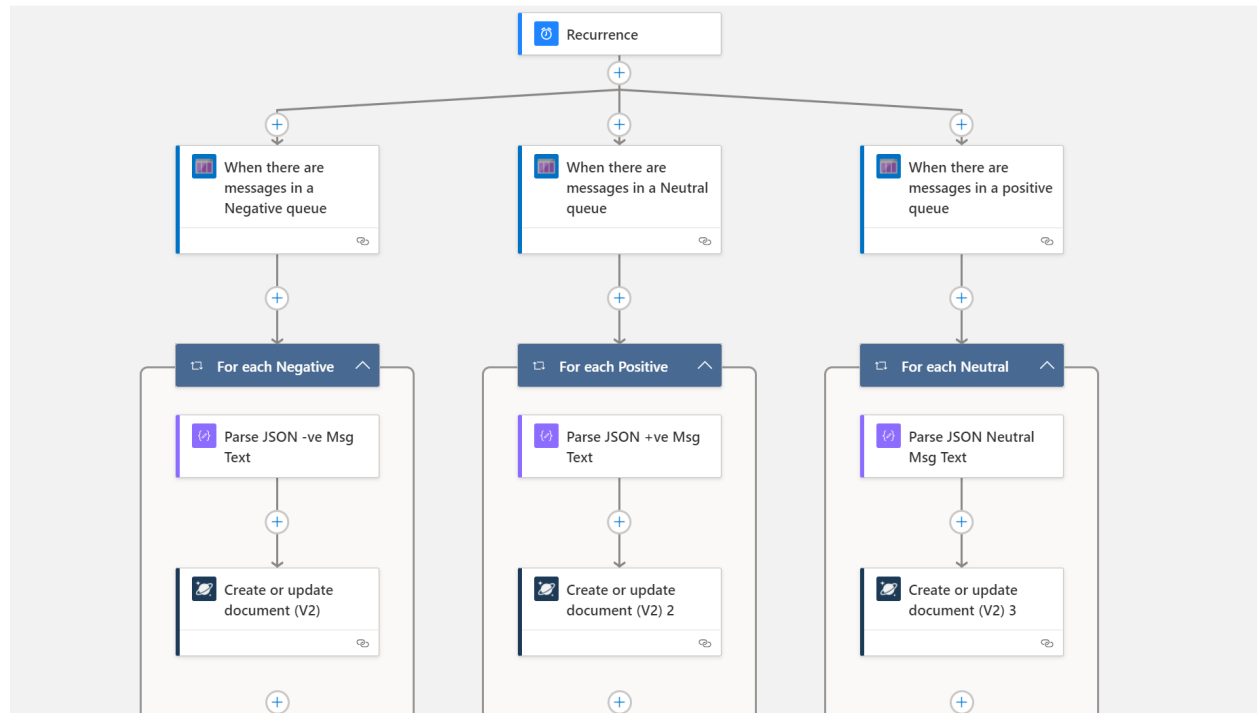 Recurrence
When there are
messages in a
Negative queue
When there are
messages in a Neutral
queue
When there are
messages in a positive
queue
For each Negative
For each Positive
For each Neutral
Parse JSON -ve Msg
Text
Parse JSON +ve Msg
Text
Parse JSON Neutral
Msg Text
Create or update
document (V2)
Create or update
document (V2) 2
Create or update
document (V2) 3